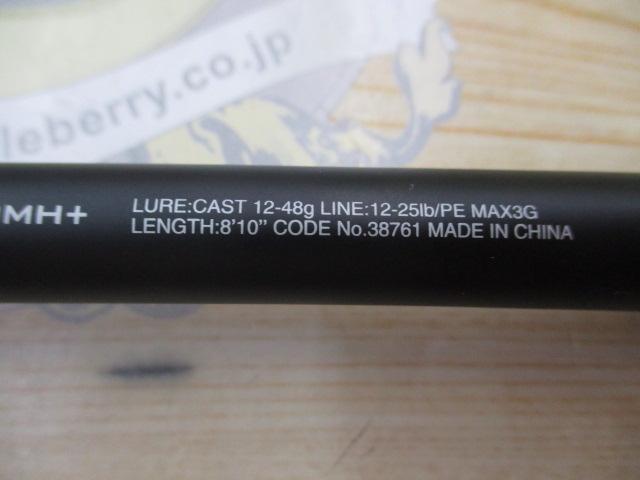 /eberry.co.jp
MH+
LURE:CAST 12-48g LINE:12-25lb/PE MAX3G
LENGTH:8'10" CODE No.38761 MADE IN CHINA